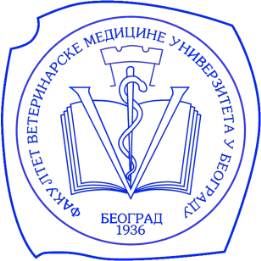 ФАКУЛТЕТ ВЕТЕРИНАРСКЕ МЕДИЦИНЕ УНИВЕРЗИТЕТА У БЕОГРАДУ
V
БЕОГРАД
1936